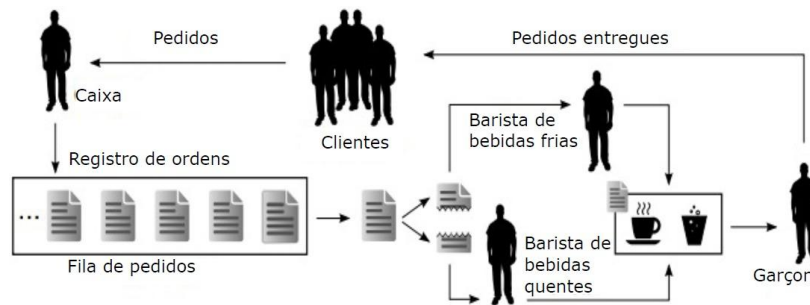 Pedidos
Pedidos entregues
Caixa
Clientes
Barista de
bebidas frias
Registro de ordens
...
Fila de pedidos
Barista de
bebidas
quentes
Garçon